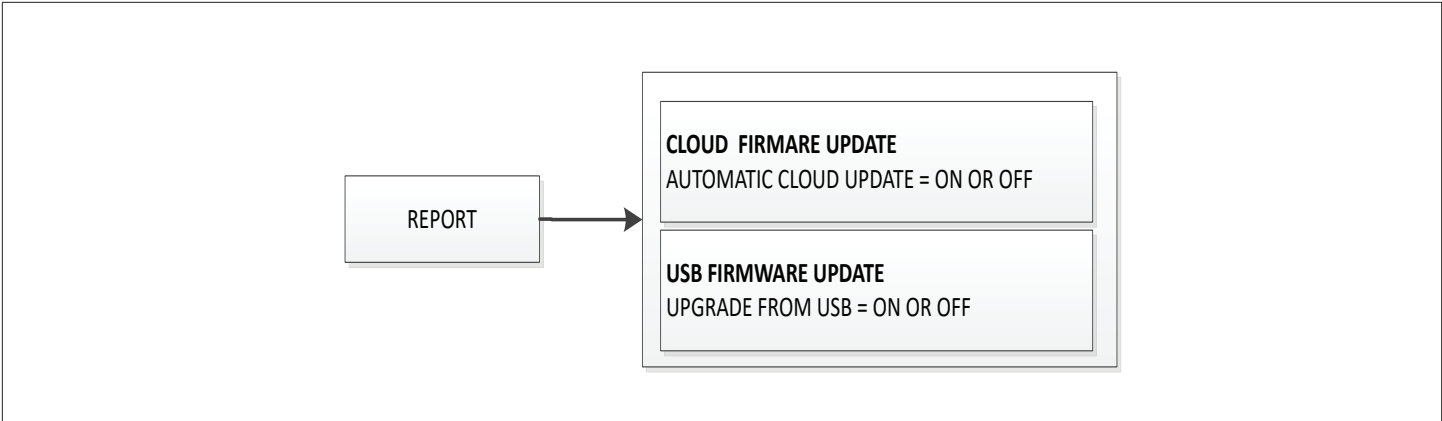 REPORT
CLOUD FIRMARE UPDATE
AUTOMATIC CLOUD UPDATE = ON OR OFF
USB FIRMWARE UPDATE
UPGRADE FROM USB = ON OR OFF